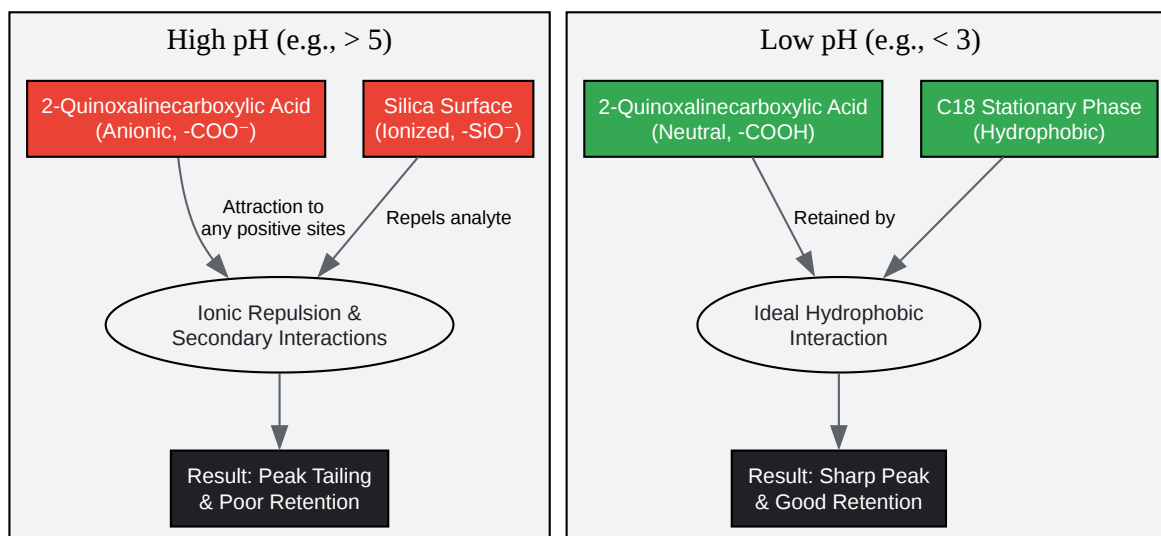 High pH (e.g., > 5)
2-Quinoxalinecarboxylic Acid
(Anionic, -COO⁻)
Silica Surface
(Ionized, -SiO⁻)
Attraction to
any positive sites
Repels analyte
Ionic Repulsion &
Secondary Interactions
Result: Peak Tailing
& Poor Retention
Low pH (e.g., < 3)
2-Quinoxalinecarboxylic Acid
(Neutral, -COOH)
C18 Stationary Phase
(Hydrophobic)
Retained by
Ideal Hydrophobic
Interaction
Result: Sharp Peak
& Good Retention